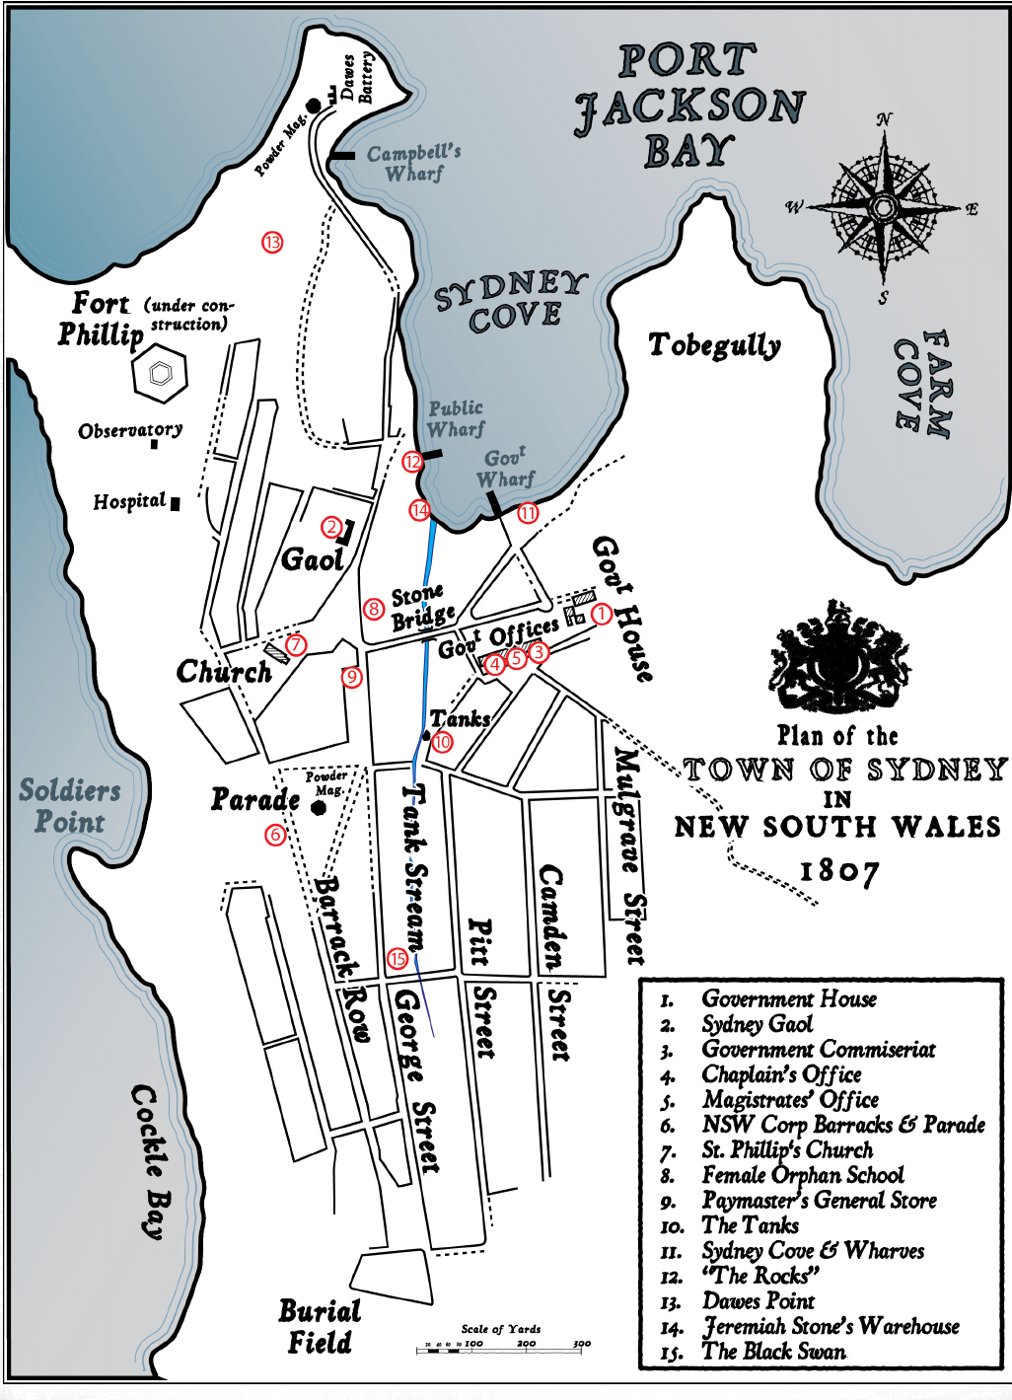 PORT
JACKSON
BAY
Dawes
Battery
Powder Mag.
Campbell's
Wharf
N
W
E
S
13
SYDNEY
COVE
Fort
Phillip
(under con-
struction)
Tobegully
FARM
COVE
Observatory
Public
Wharf
12
Govt
Wharf
Hospital
14
11
2
Gaol
Govt House
8
Stone
Bridge
1
Govt Offices
7
Church
4
5
3
9
Tanks
10
Plan of the
TOWN OF SYDNEY
IN
NEW SOUTH WALES
1807
Soldiers
Point
Powder
Mag.
Parade
6
Tank Stream
Mulgrave Street
Barrack Row
Camden Street
Pitt Street
15
George Street
Cockle Bay
Burial
Field
Scale of Yards
20 40 60 80 100 200 300
1. Government House
2. Sydney Gaol
3. Government Commiseriat
4. Chaplain's Office
5. Magistrates' Office
6. NSW Corp Barracks & Parade
7. St. Phillip's Church
8. Female Orphan School
9. Paymaster's General Store
10. The Tanks
11. Sydney Cove & Wharves
12. "The Rocks"
13. Dawes Point
14. Jeremiah Stone's Warehouse
15. The Black Swan